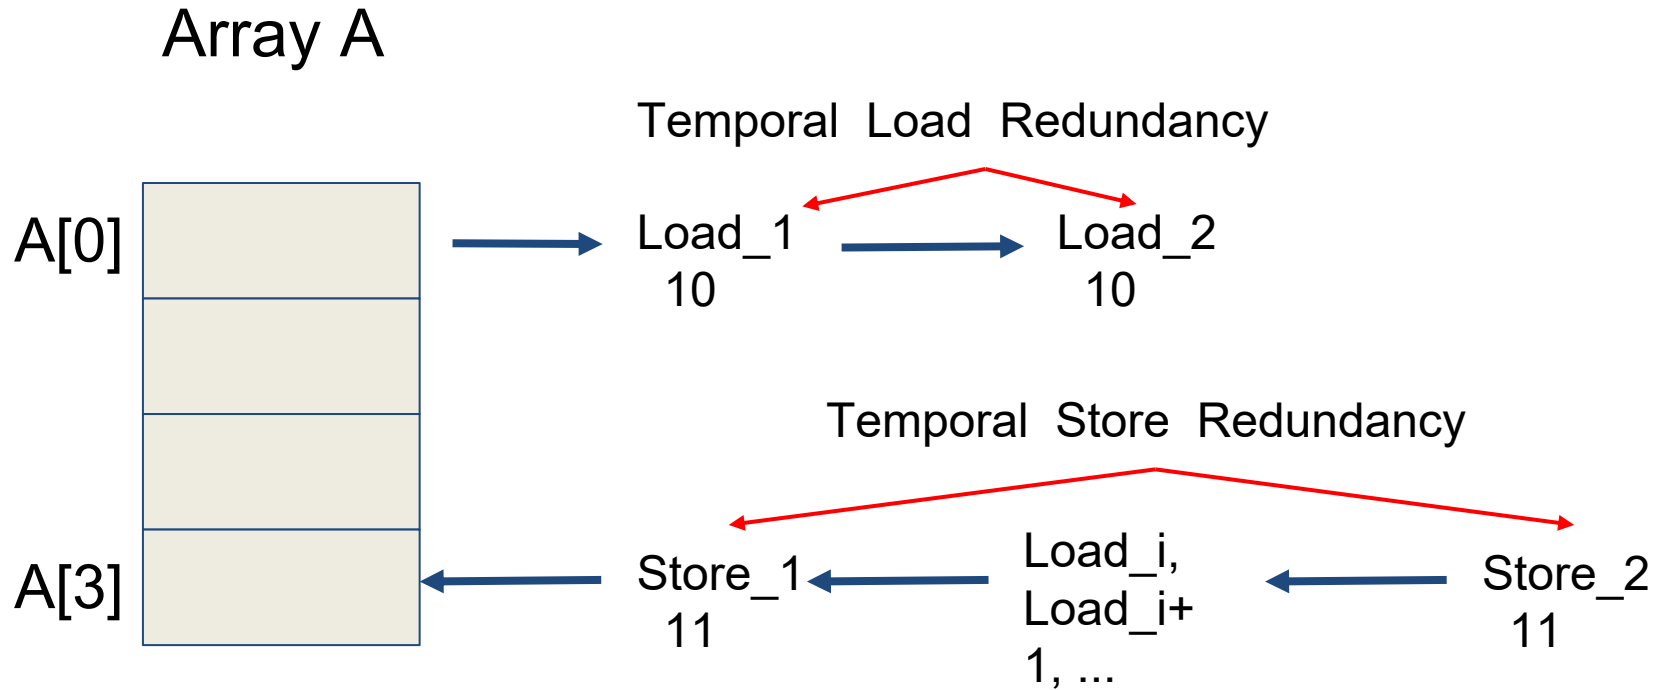 Array A
Temporal Load Redundancy
A[0]
Load_1
10
Load_2
10
Temporal Store Redundancy
A[3]
Store_1
11
Load_i,
Load_i+
1, ...
Store_2
11